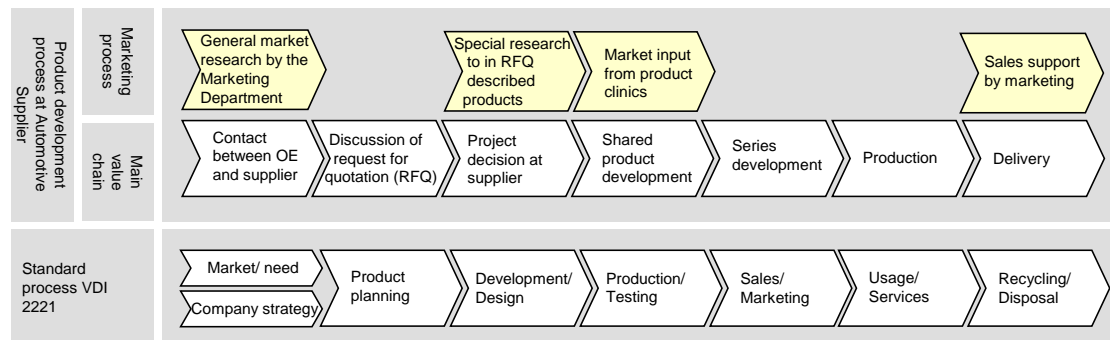 Product development
process at Automotive
Supplier
Marketing
process
General market
research by the
Marketing
Department
Special research
to in RFQ
described
products
Market input
from product
clinics
Sales support
by marketing
Main
value
chain
Contact
between OE
and supplier
Discussion of
request for
quotation (RFQ)
Project
decision at
supplier
Shared
product
development
Series
development
Production
Delivery
Standard
process VDI
2221
Market/ need
Company strategy
Product
planning
Development/
Design
Production/
Testing
Sales/
Marketing
Usage/
Services
Recycling/
Disposal